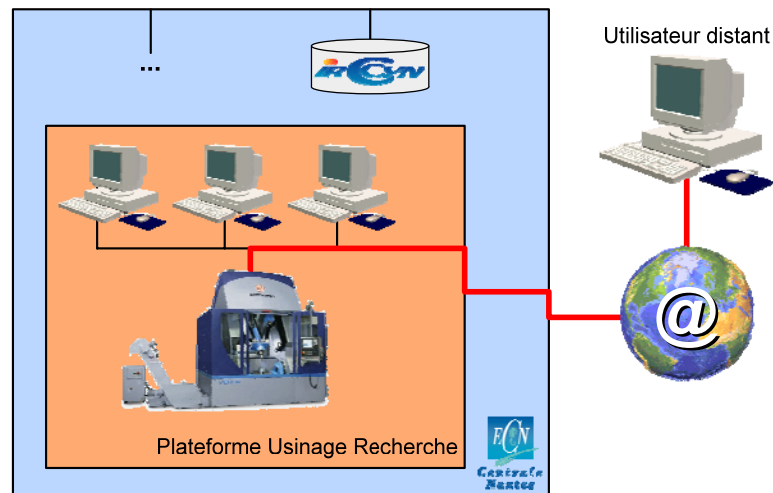 Utilisateur distant
...
IRCCyN
@
Plateforme Usinage Recherche
ECN
Centrale
Nantes